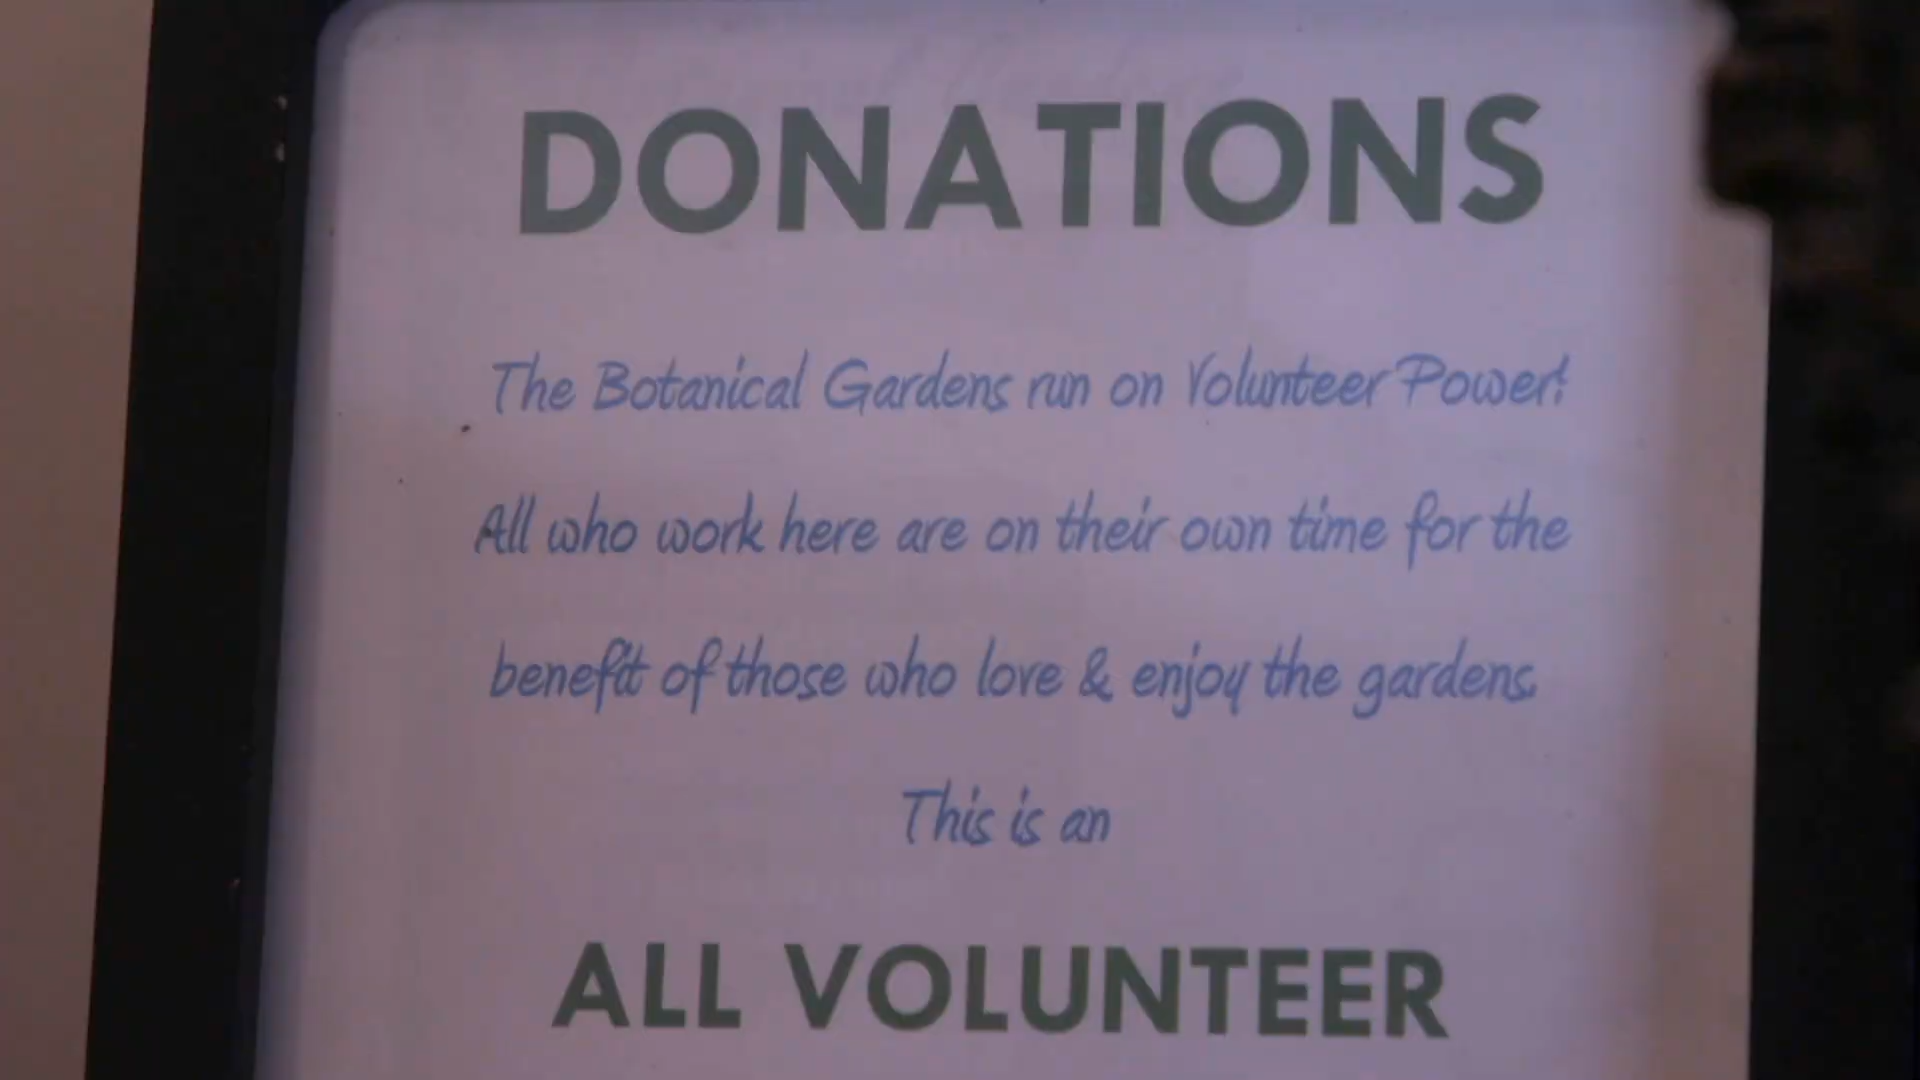 DONATIONS
The Botanical Gardens run on Volunteer Power!
All who work here are on their own time for the
benefit of those who love & enjoy the gardens.
This is an
ALL VOLUNTEER